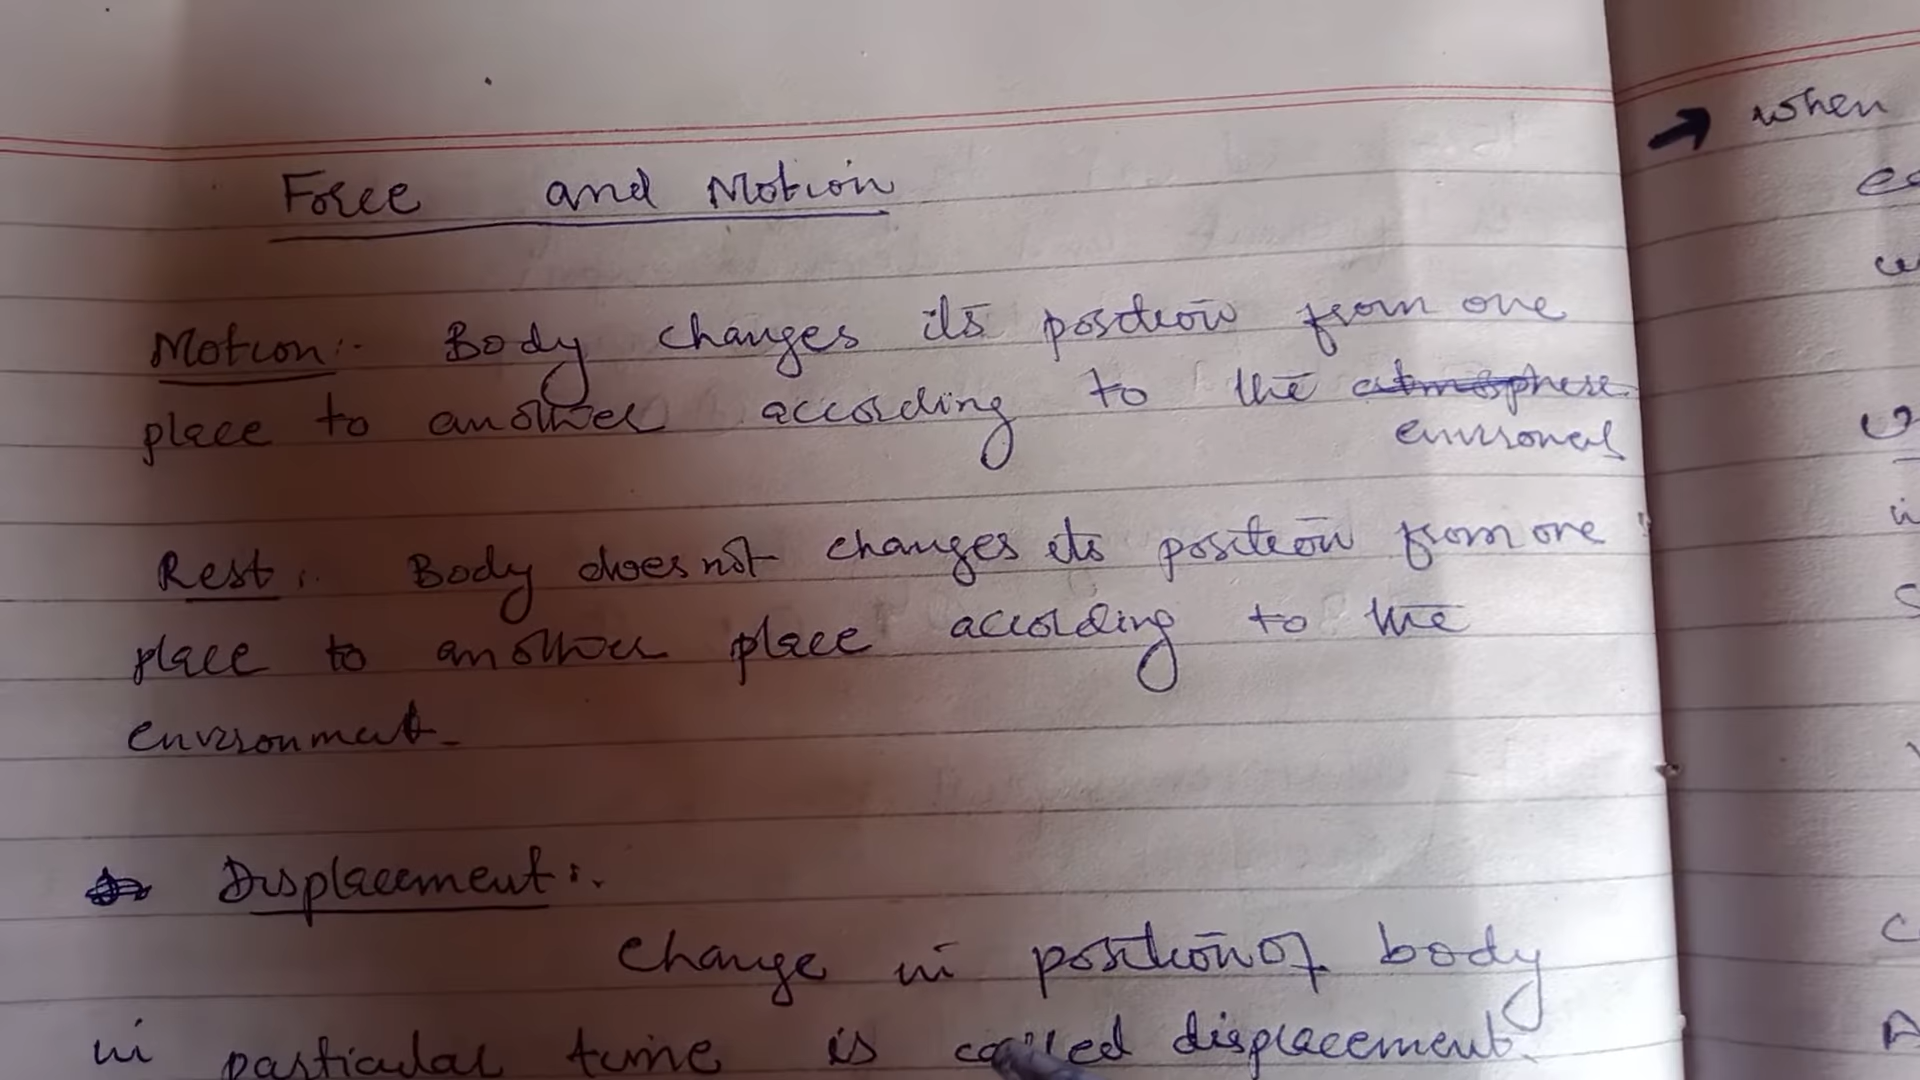 Force and Motion
Motion:- Body changes its position from one
place to another according to the atmosphere
environment
Rest:- Body does not changes its position from one
place to another place according to the
environment
Displacement:-
change in position of body
in particular time is called displacement.
when